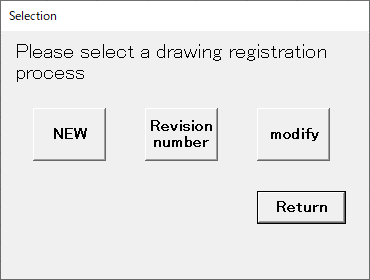 Selection
Please select a drawing registration
process
NEW
Revision
number
modify
Return